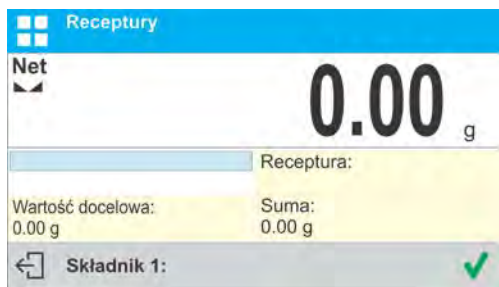 Receptury
Net
0.00 g
Receptura:
Wartość docelowa:
0.00 g
Suma:
0.00 g
Składnik 1: